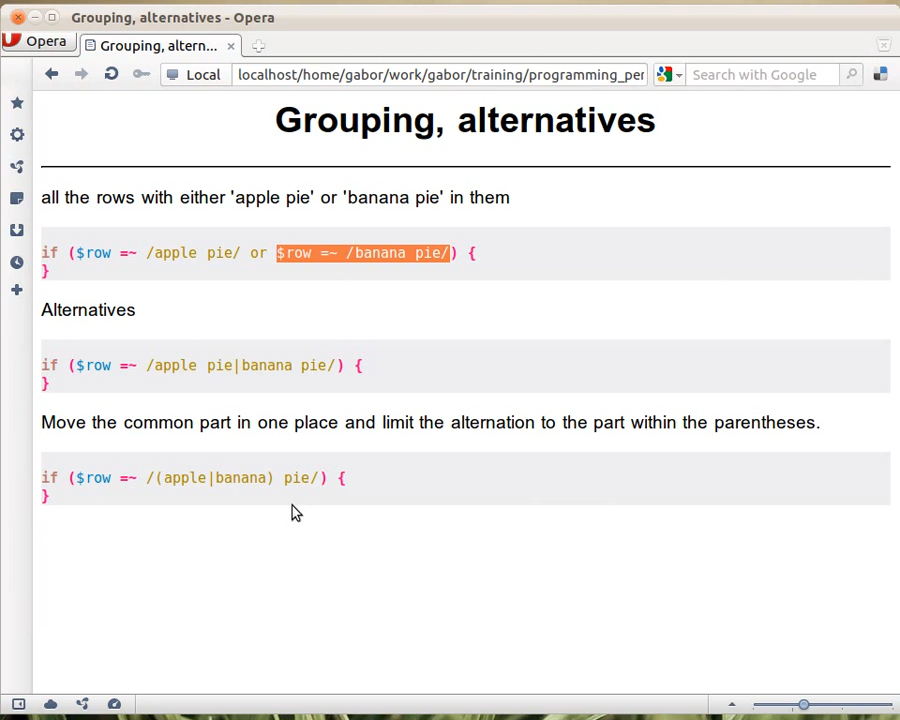 Grouping, alternatives - Opera
Opera
Grouping, altern...
Local
localhost/home/gabor/work/gabor/training/programming_per
Search with Google
Grouping, alternatives
all the rows with either 'apple pie' or 'banana pie' in them
if ($row =~ /apple pie/ or $row =~ /banana pie/) {
}
Alternatives
if ($row =~ /apple pie|banana pie/) {
}
Move the common part in one place and limit the alternation to the part within the parentheses.
if ($row =~ /(apple|banana) pie/) {
}